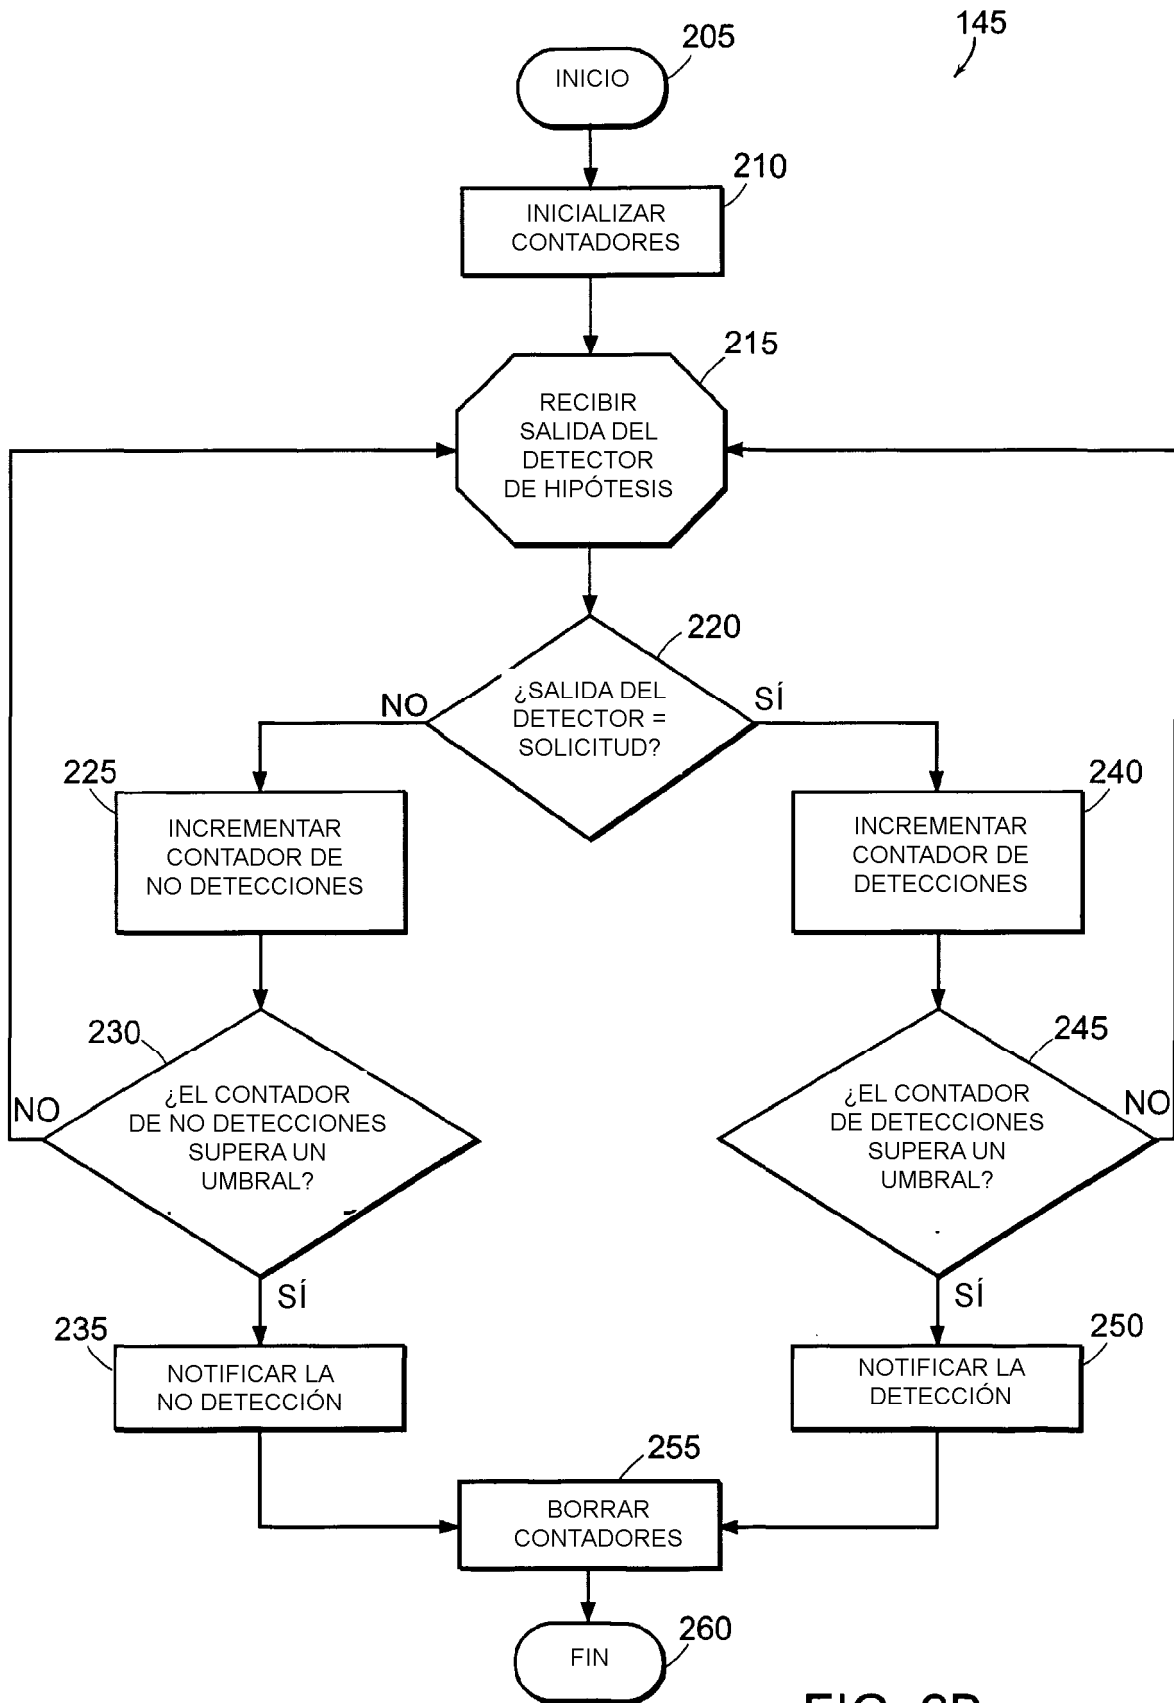 145
205
INICIO
210
INICIALIZAR
CONTADORES
215
RECIBIR
SALIDA DEL
DETECTOR
DE HIPÓTESIS
220
¿SALIDA DEL
DETECTOR =
SOLICITUD?
NO
SÍ
225
INCREMENTAR
CONTADOR DE
NO DETECCIONES
240
INCREMENTAR
CONTADOR DE
DETECCIONES
230
¿EL CONTADOR
DE NO DETECCIONES
SUPERA UN
UMBRAL?
NO
SÍ
245
¿EL CONTADOR
DE DETECCIONES
SUPERA UN
UMBRAL?
NO
SÍ
235
NOTIFICAR LA
NO DETECCIÓN
250
NOTIFICAR LA
DETECCIÓN
255
BORRAR
CONTADORES
260
FIN